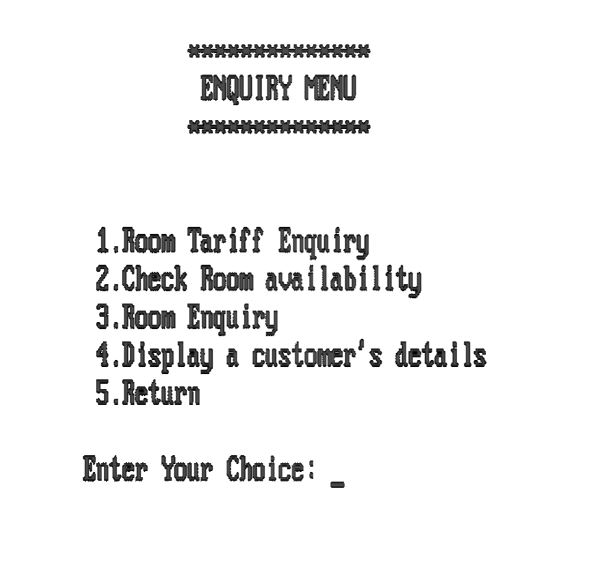 **************
ENQUIRY MENU
**************
1.Room Tariff Enquiry
2.Check Room availability
3.Room Enquiry
4.Display a customer's details
5.Return
Enter Your Choice: _